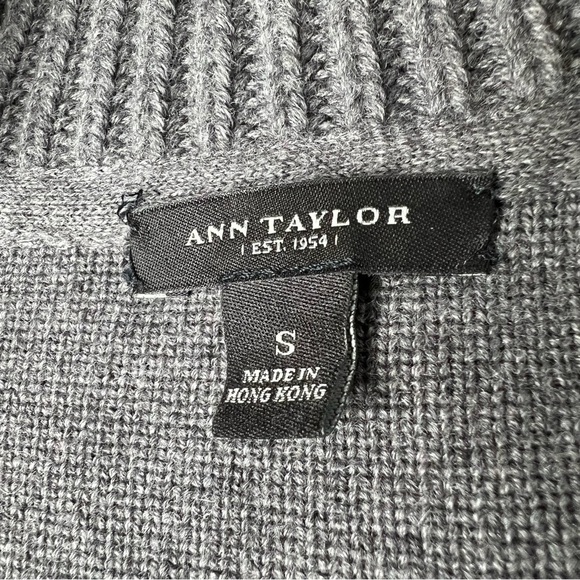 ANN TAYLOR
| EST. 1954 |
S
MADE IN
HONG KONG